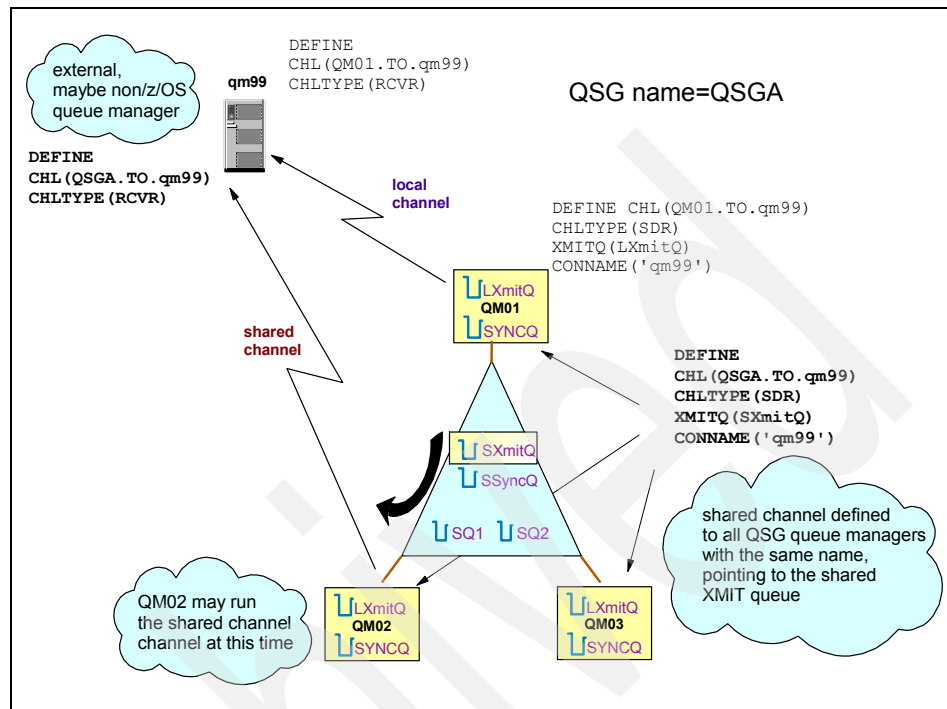 external,
maybe non/z/OS
queue manager
qm99
DEFINE
CHL(QM01.TO.qm99)
CHLTYPE(RCVR)
QSG name=QSGA
DEFINE
CHL(QSGA.TO.qm99)
CHLTYPE(RCVR)
local
channel
DEFINE CHL(QM01.TO.qm99)
CHLTYPE(SDR)
XMITQ(LXmitQ)
CONNAME('qm99')
LXmitQ
QM01
SYNCQ
shared
channel
DEFINE
CHL(QSGA.TO.qm99)
CHLTYPE(SDR)
XMITQ(SXmitQ)
CONNAME('qm99')
SXmitQ
SSyncQ
SQ1
SQ2
shared channel defined
to all QSG queue managers
with the same name,
pointing to the shared
XMIT queue
QM02 may run
the shared channel
channel at this time
LXmitQ
QM02
SYNCQ
LXmitQ
QM03
SYNCQ